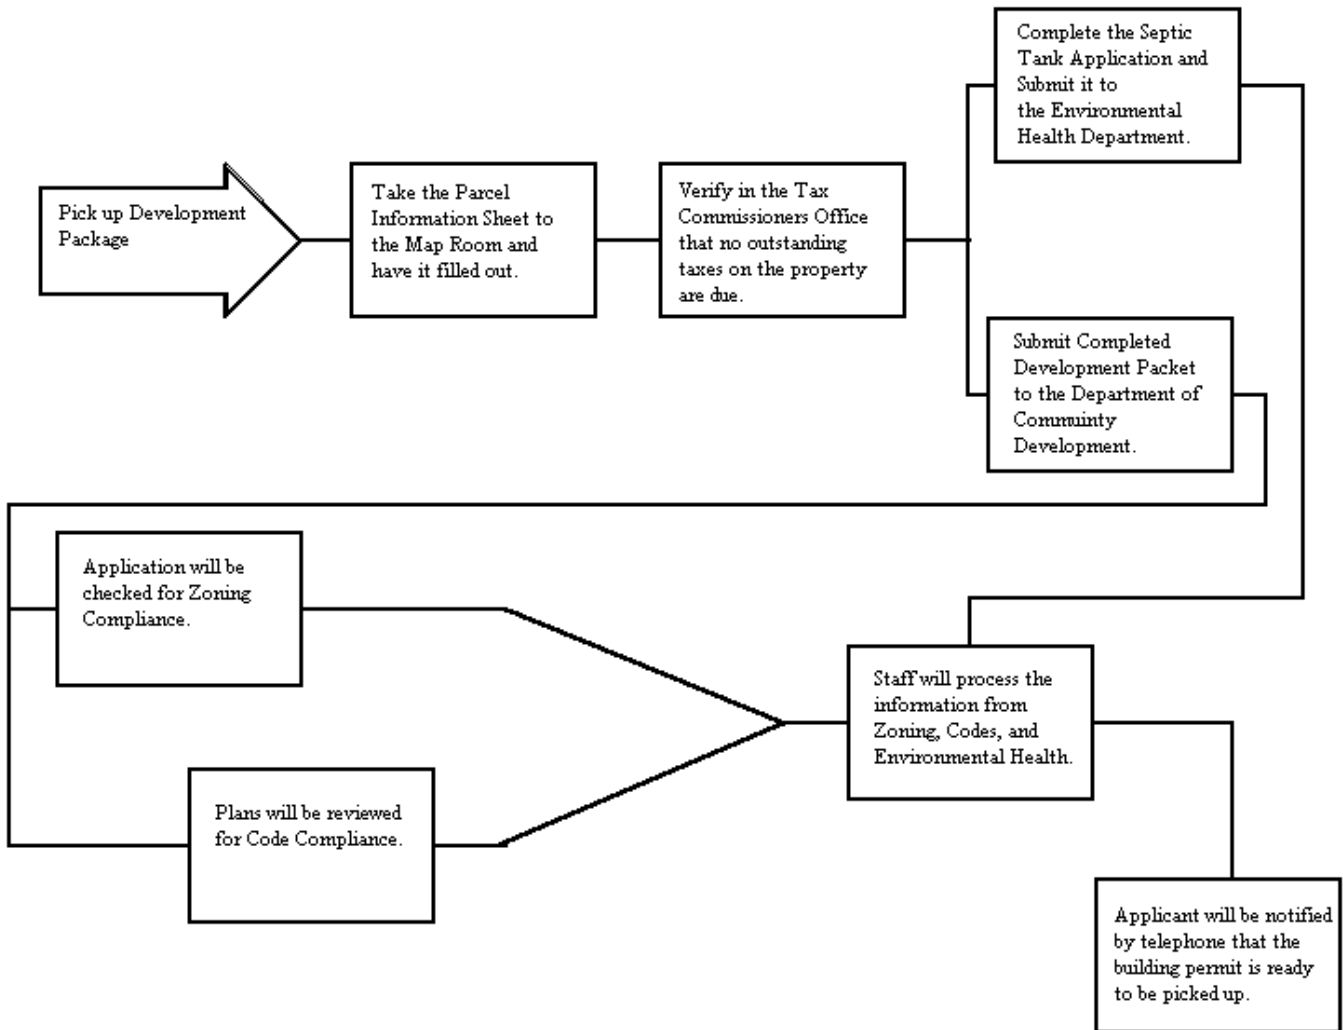 Pick up Development
Package
Take the Parcel
Information Sheet to
the Map Room and
have it filled out.
Verify in the Tax
Commissioners Office
that no outstanding
taxes on the property
are due.
Complete the Septic
Tank Application and
Submit it to
the Environmental
Health Department.
Submit Completed
Development Packet
to the Department of
Commuinty
Development.
Application will be
checked for Zoning
Compliance.
Plans will be reviewed
for Code Compliance.
Staff will process the
information from
Zoning, Codes, and
Environmental Health.
Applicant will be notified
by telephone that the
building permit is ready
to be picked up.